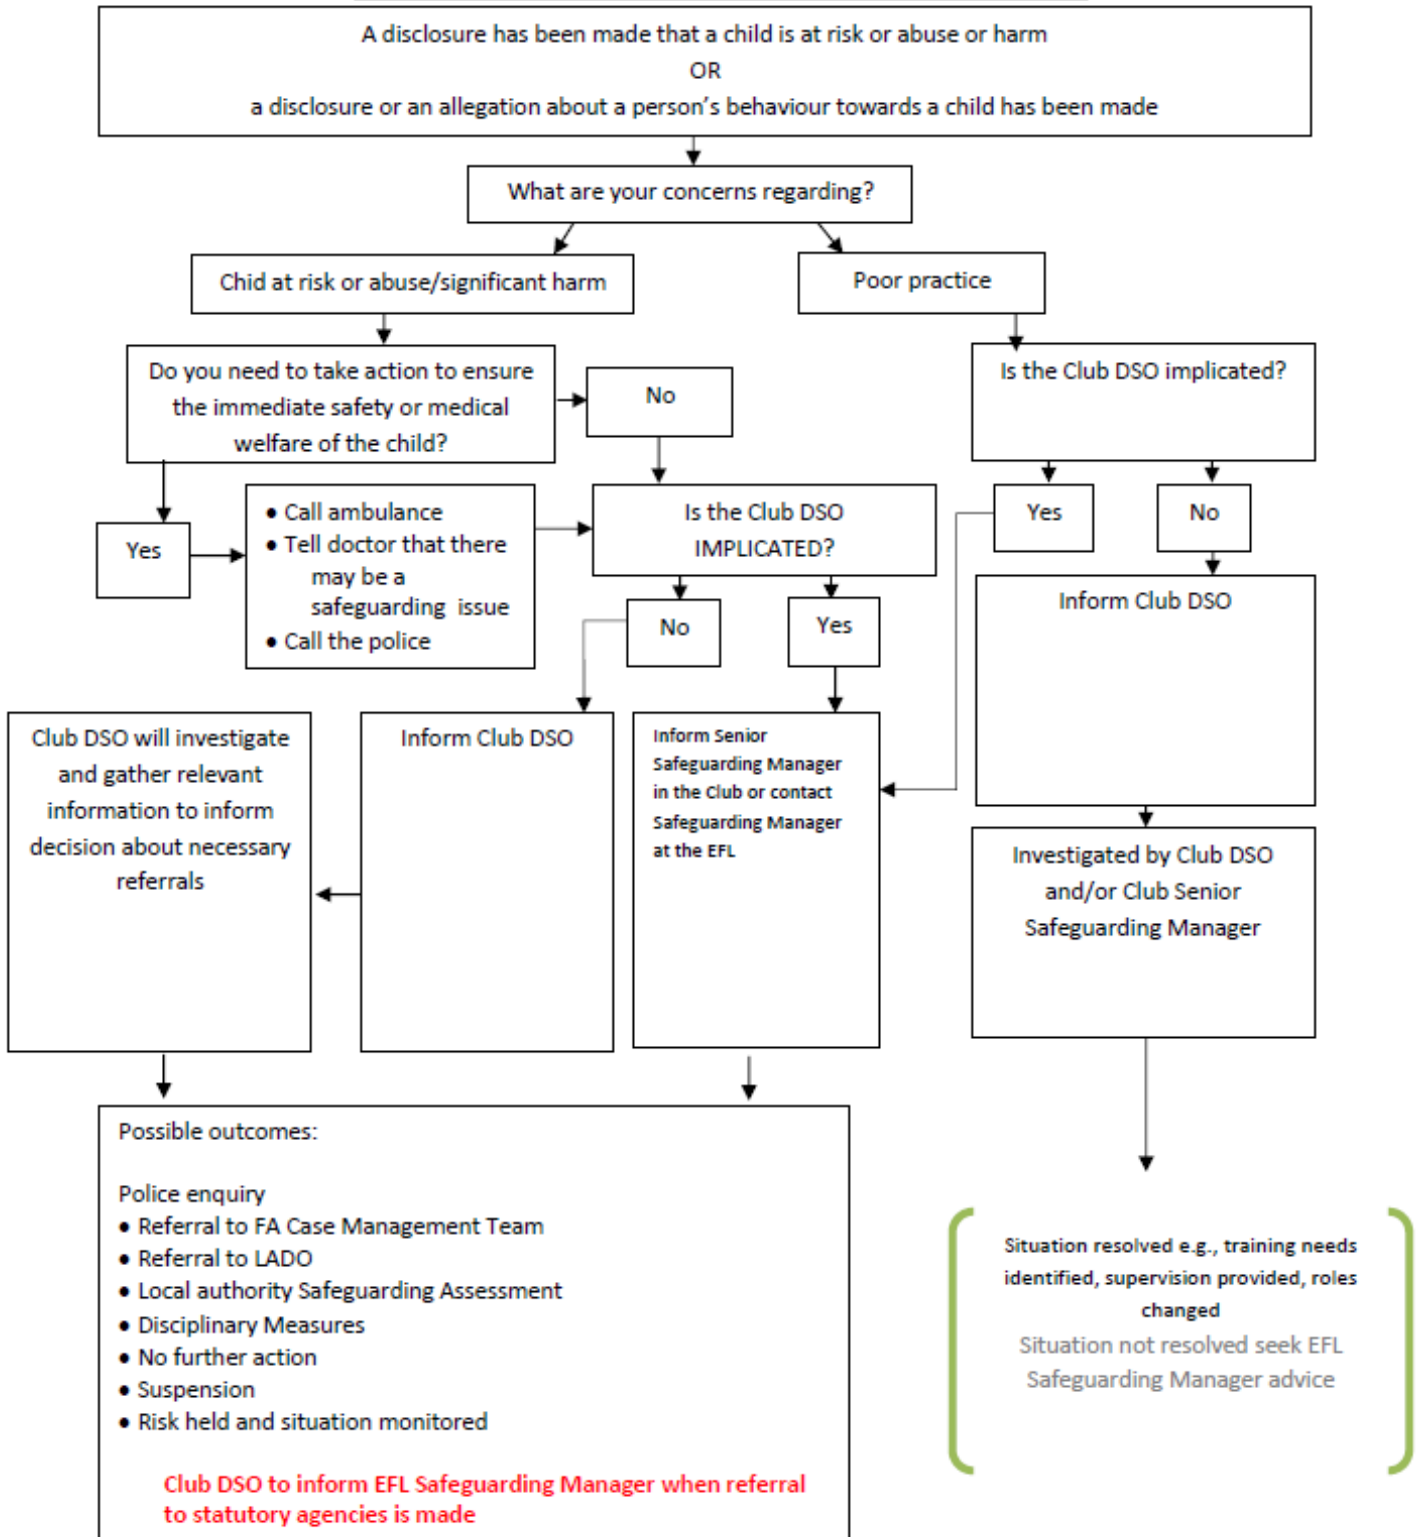 A disclosure has been made that a child is at risk or abuse or harm
OR
a disclosure or an allegation about a person's behaviour towards a child has been made
What are your concerns regarding?
Chid at risk or abuse/significant harm
Poor practice
Do you need to take action to ensure
the immediate safety or medical
welfare of the child?
No
Is the Club DSO implicated?
Yes
• Call ambulance
• Tell doctor that there
may be a
safeguarding issue
• Call the police
Is the Club DSO
IMPLICATED?
Yes
No
No
Yes
Inform Club DSO
Club DSO will investigate
and gather relevant
information to inform
decision about necessary
referrals
Inform Club DSO
Inform Senior
Safeguarding Manager
in the Club or contact
Safeguarding Manager
at the EFL
Investigated by Club DSO
and/or Club Senior
Safeguarding Manager
Possible outcomes:
Police enquiry
• Referral to FA Case Management Team
• Referral to LADO
• Local authority Safeguarding Assessment
• Disciplinary Measures
• No further action
• Suspension
• Risk held and situation monitored
Club DSO to inform EFL Safeguarding Manager when referral
to statutory agencies is made
Situation resolved e.g., training needs
identified, supervision provided, roles
changed
Situation not resolved seek EFL
Safeguarding Manager advice